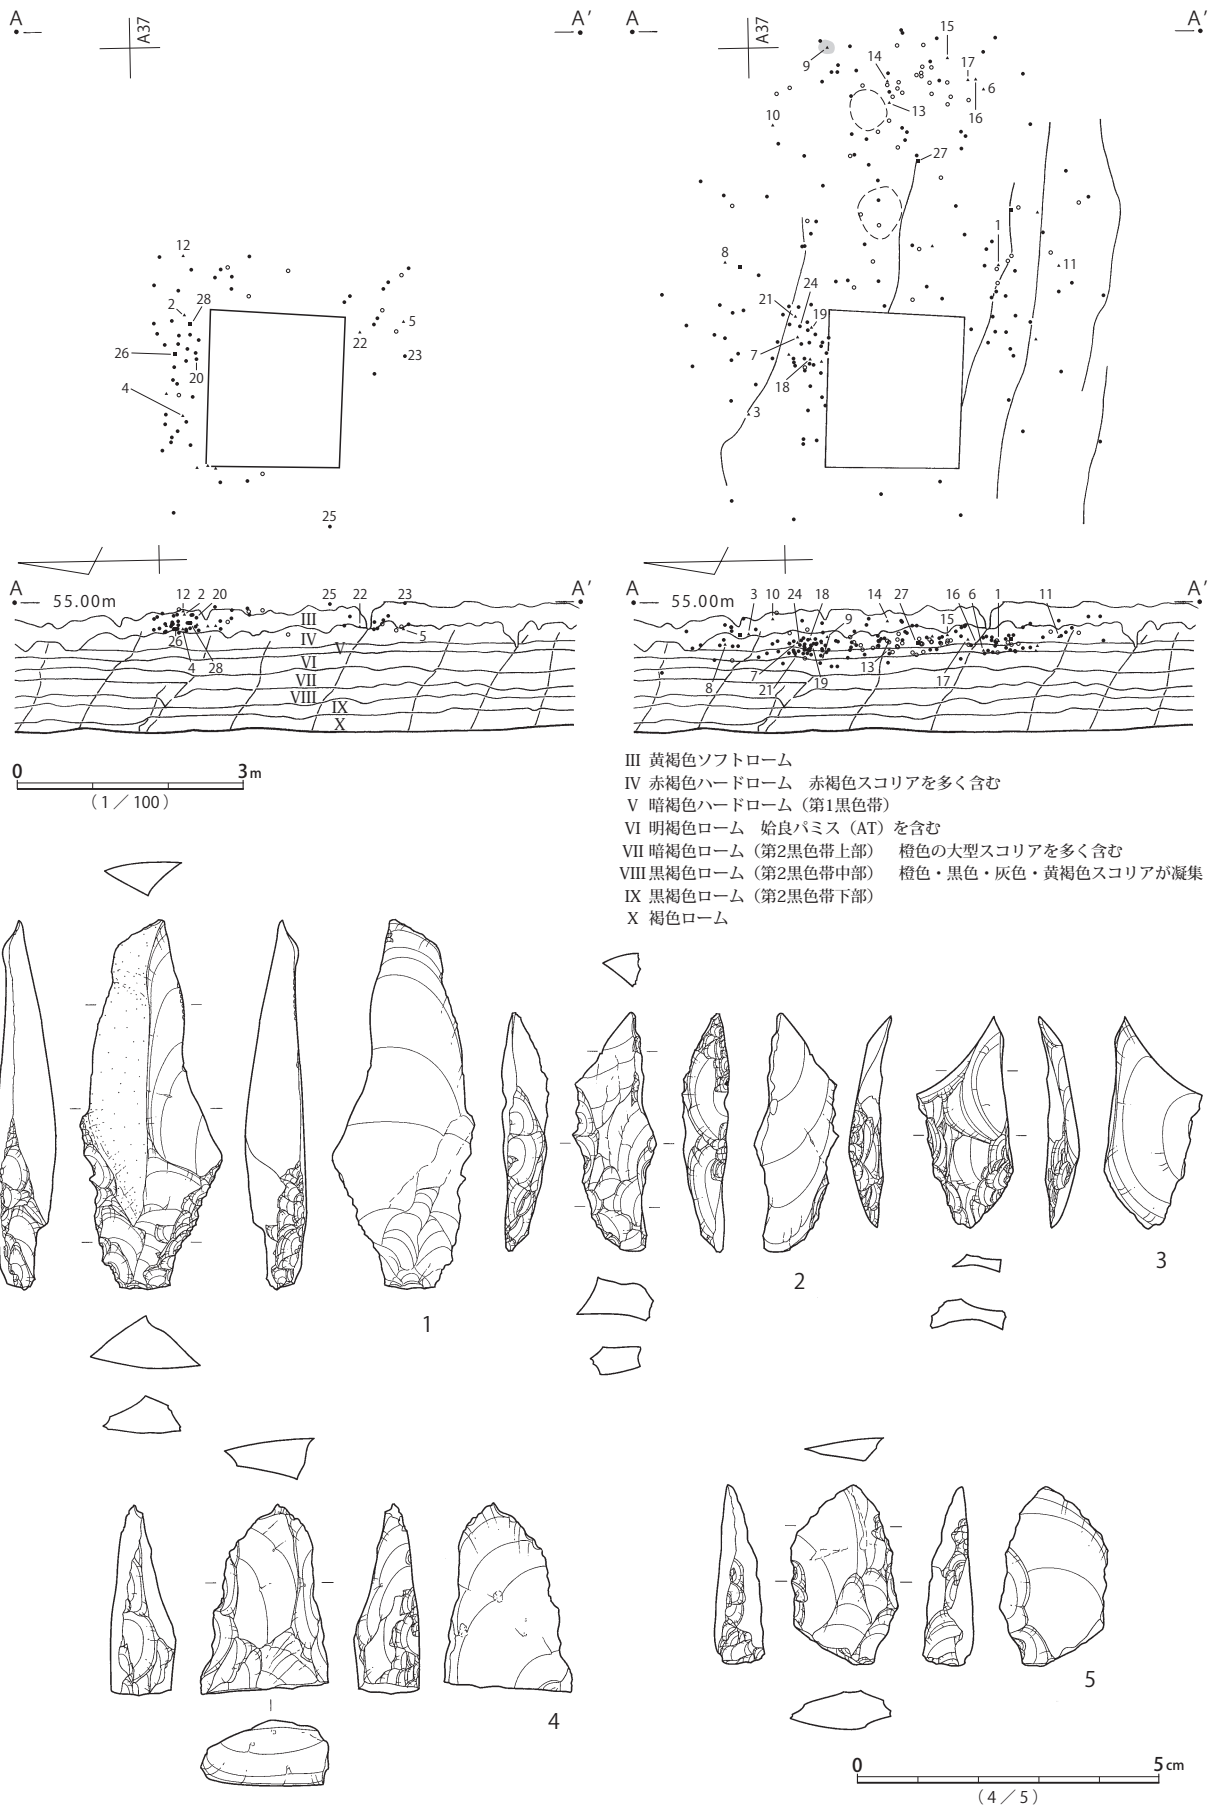 A
A′
A37
12
2
28
5
22
23
26
20
4
25
A
A′
A37
15
9
14
17
6
10
13
16
27
1
8
11
24
21
19
7
18
3
A
A′
55.00m
12
2
20
25
22
23
III
26
IV
V
5
4
28
VI
VII
VIII
IX
X
A
A′
55.00m
3
10
24
18
9
14
27
16
6
1
11
15
13
8
7
21
19
17
0
3m
（1／100）
III 黄褐色ソフトローム
IV 赤褐色ハードローム　赤褐色スコリアを多く含む
V 暗褐色ハードローム（第1黒色帯）
VI 明褐色ローム　姶良パミス（AT）を含む
VII 暗褐色ローム（第2黒色帯上部）　橙色の大型スコリアを多く含む
VIII 黒褐色ローム（第2黒色帯中部）　橙色・黒色・灰色・黄褐色スコリアが凝集
IX 黒褐色ローム（第2黒色帯下部）
X 褐色ローム
1
2
3
4
5
0
5cm
（4／5）